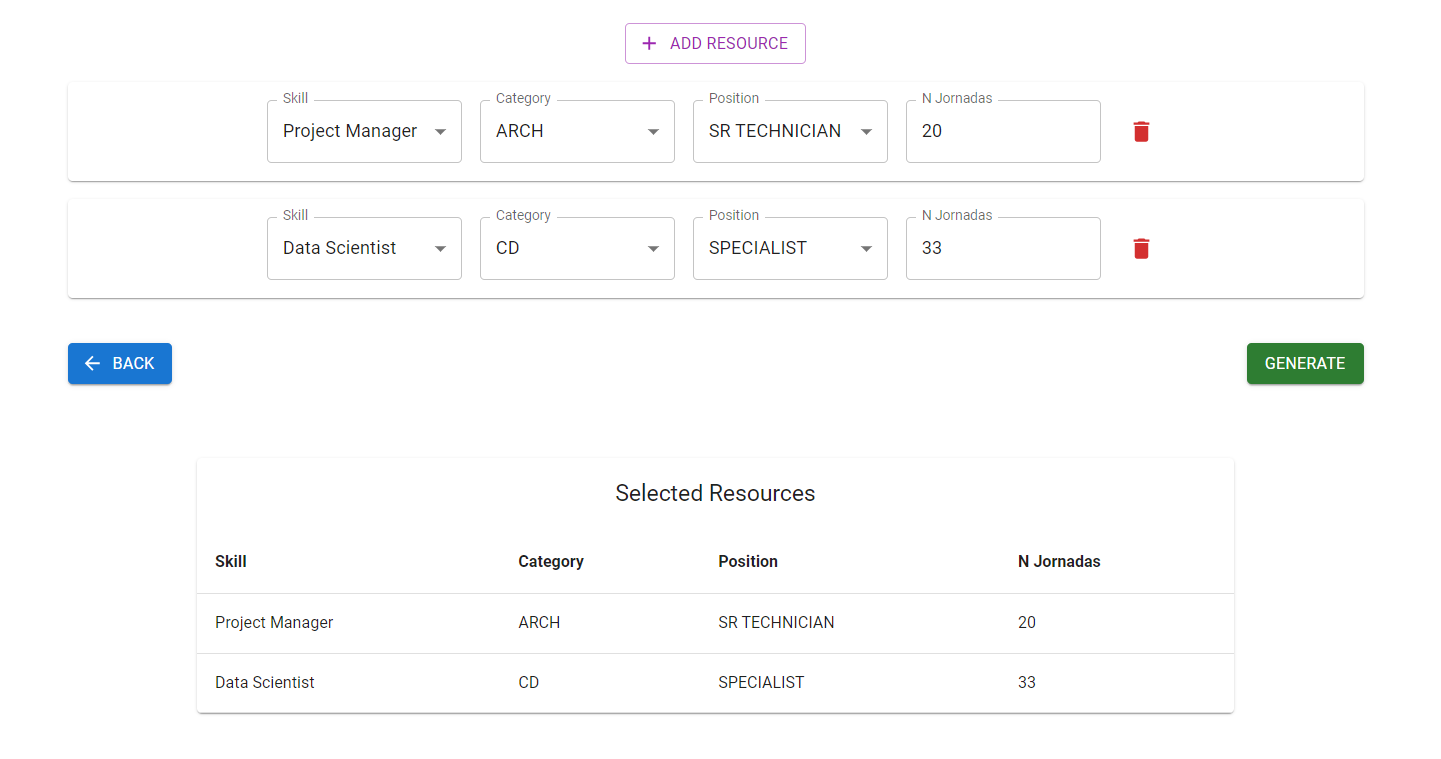 ADD RESOURCE
Skill Category Position N Jornadas
Project Manager ARCH SR TECHNICIAN 20
Skill Category Position N Jornadas
Data Scientist CD SPECIALIST 33
BACK GENERATE
Selected Resources
Skill Category Position N Jornadas
Project Manager ARCH SR TECHNICIAN 20
Data Scientist CD SPECIALIST 33